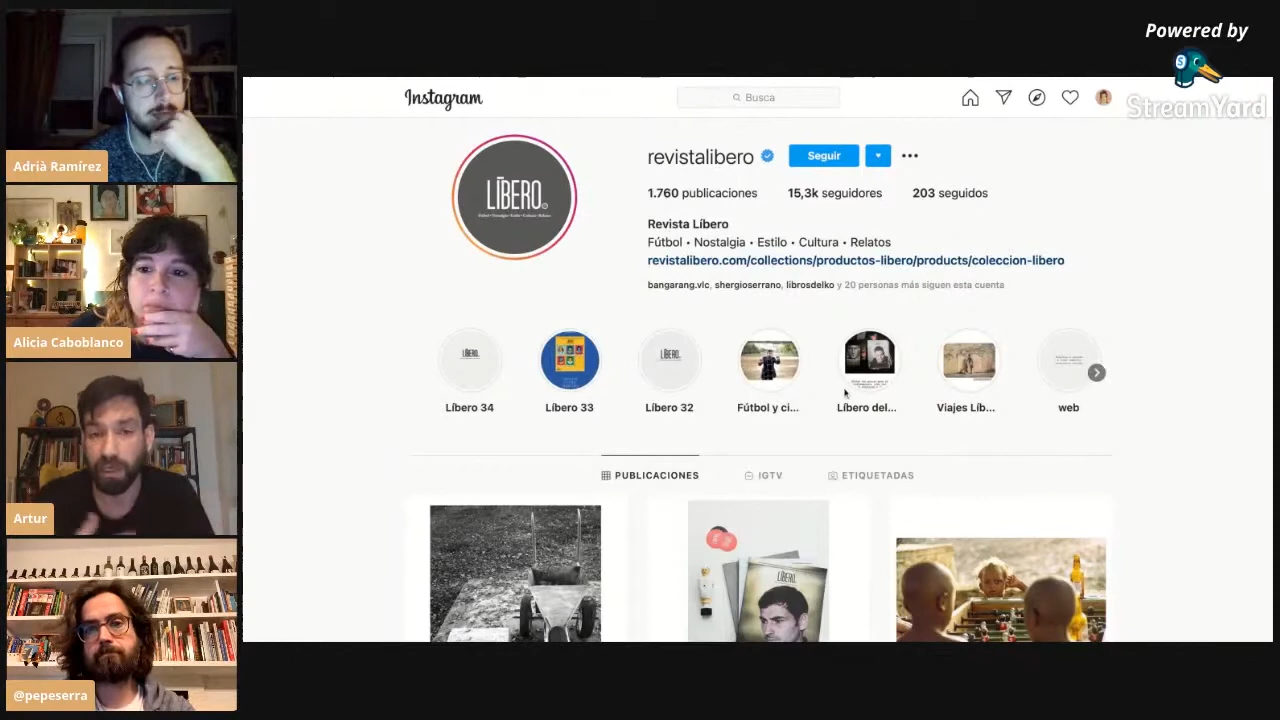 Powered by
StreamYard
Adrià Ramírez
Alicia Caboblanco
Artur
@pepeserra
Instagram
Busca
revistalibero
Seguir
1.760 publicaciones
15,3k seguidores
203 seguidos
Revista Líbero
Fútbol • Nostalgia • Estilo • Cultura • Relatos
revistalibero.com/collections/productos-libero/products/coleccion-libero
bangarang.vlc, shergioserrano, librosdelko y 20 personas más siguen esta cuenta
LÍBERO
Líbero 34
Líbero 33
Líbero 32
Fútbol y ci...
Líbero del...
Viajes Líb...
web
PUBLICACIONES
IGTV
ETIQUETADAS
LÍBERO